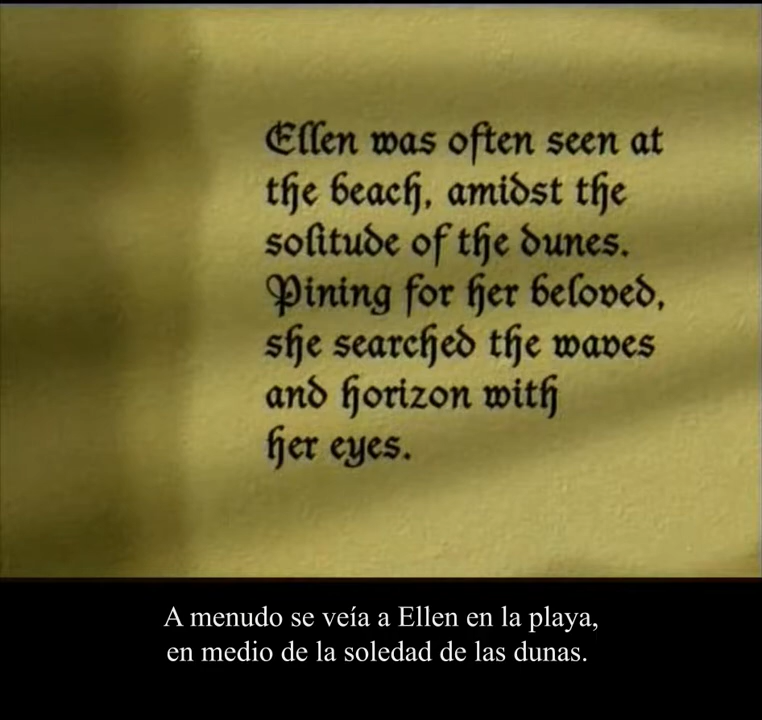 Ellen was often seen at
the beach, amidst the
solitude of the dunes.
Pining for her beloved,
she searched the waves
and horizon with
her eyes.
A menudo se veía a Ellen en la playa,
en medio de la soledad de las dunas.